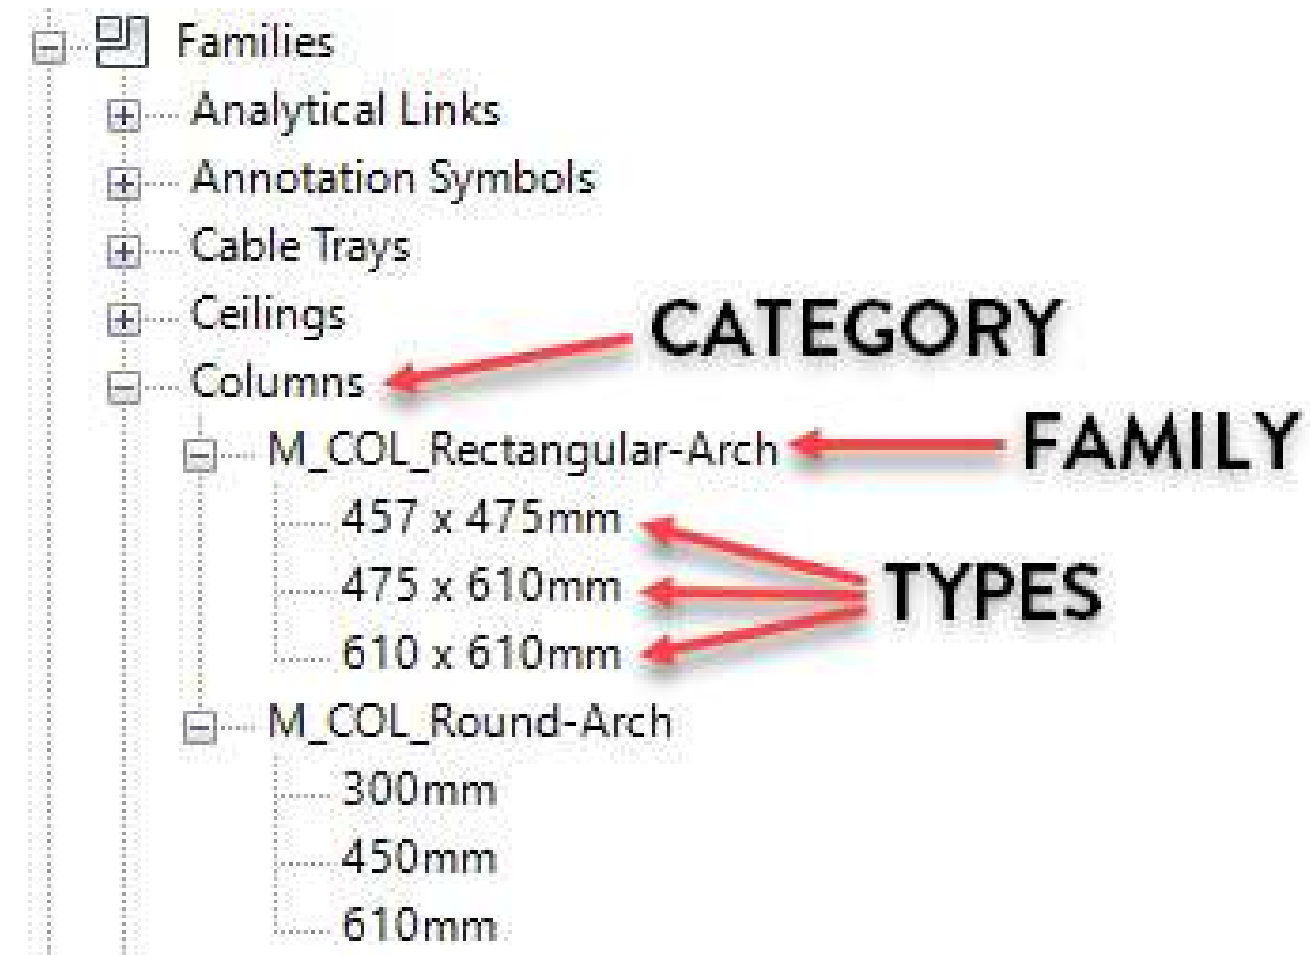 Families
Analytical Links
Annotation Symbols
Cable Trays
Ceilings
CATEGORY
Columns
M_COL_Rectangular-Arch
FAMILY
457 x 475mm
475 x 610mm
TYPES
610 x 610mm
M_COL_Round-Arch
300mm
450mm
610mm